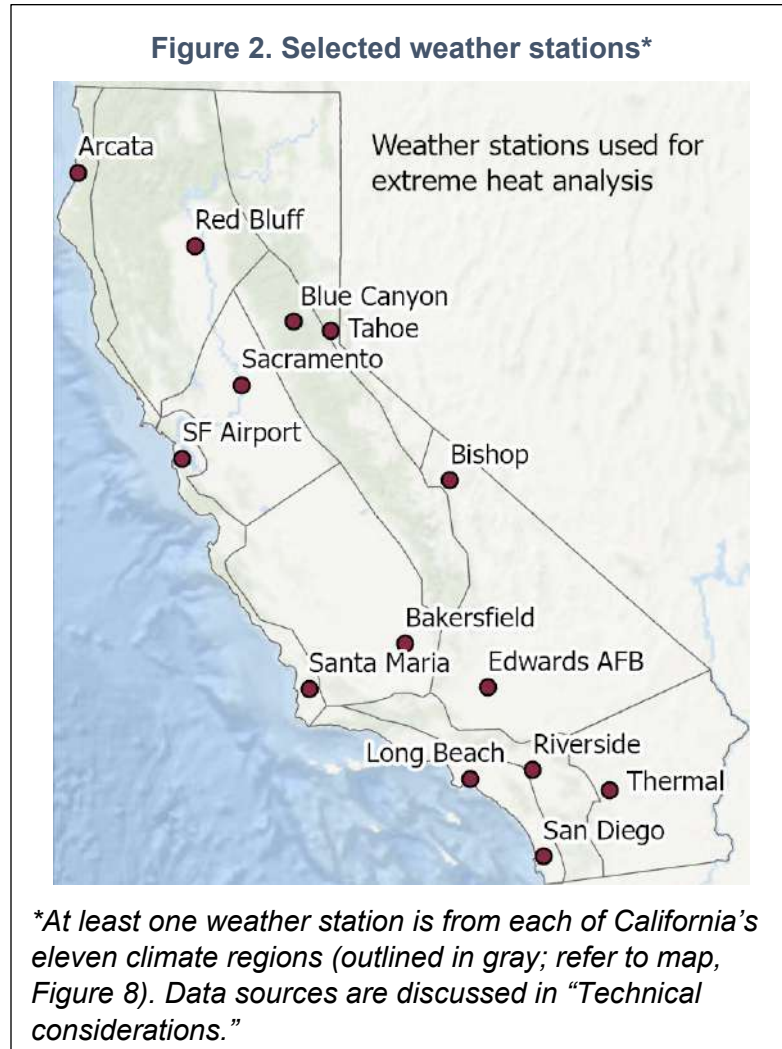 Figure 2. Selected weather stations*
Weather stations used for
extreme heat analysis
Arcata
Red Bluff
Blue Canyon
Tahoe
Sacramento
SF Airport
Bishop
Bakersfield
Santa Maria
Edwards AFB
Long Beach
Riverside
Thermal
San Diego
*At least one weather station is from each of California's
eleven climate regions (outlined in gray; refer to map,
Figure 8). Data sources are discussed in “Technical
considerations.”